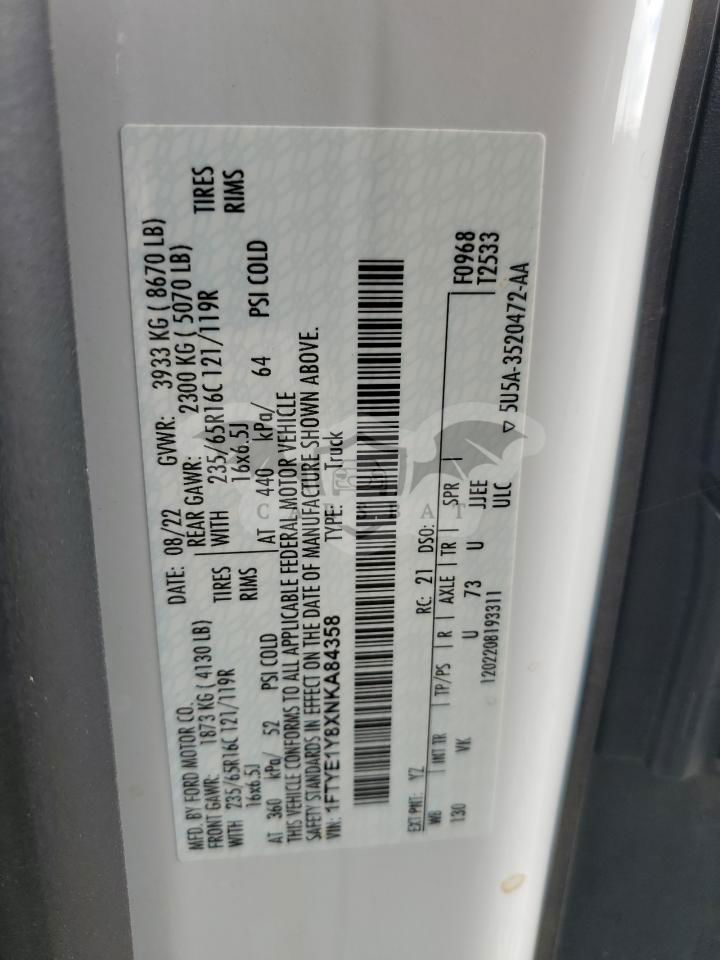 MFD. BY FORD MOTOR CO.
DATE: 08/22 GVWR: 3933 KG ( 8670 LB)
FRONT GAWR: 1873 KG ( 4130 LB) REAR GAWR: 2300 KG ( 5070 LB)
WITH 235/65R16C 121/119R TIRES WITH 235/65R16C 121/119R TIRES
16x6.5J RIMS 16x6.5J RIMS
AT 360 kPa/ 52 PSI COLD AT 440 kPa/ 64 PSI COLD
THIS VEHICLE CONFORMS TO ALL APPLICABLE FEDERAL MOTOR VEHICLE
SAFETY STANDARDS IN EFFECT ON THE DATE OF MANUFACTURE SHOWN ABOVE.
VIN: 1FTYE1Y8XNKA84358 TYPE: Truck
EXT PNT: YZ RC: 21 DSO: F0968
WB INT TR TP/PS R AXLE TR SPR T2533
130 VK U 73 U JJEE
1202208193311 ULC ▽ 5U5A-3520472-AA
CARSBAT